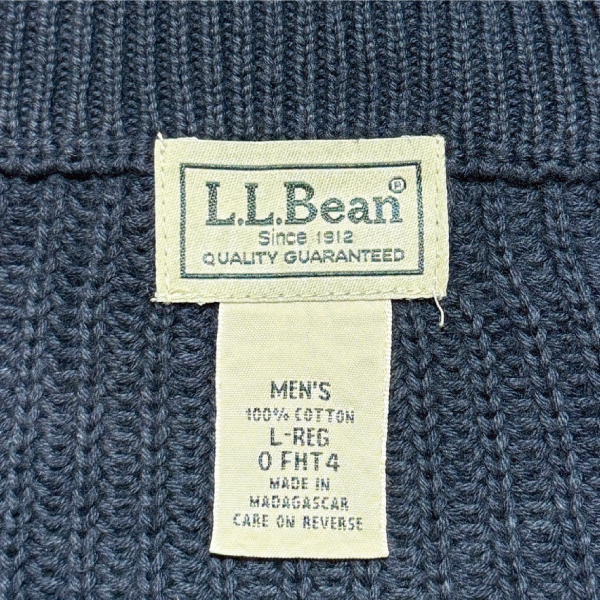 L.L.Bean®
Since 1912
QUALITY GUARANTEED
MEN'S
100% COTTON
L-REG
0 FHT4
MADE IN
MADAGASCAR
CARE ON REVERSE